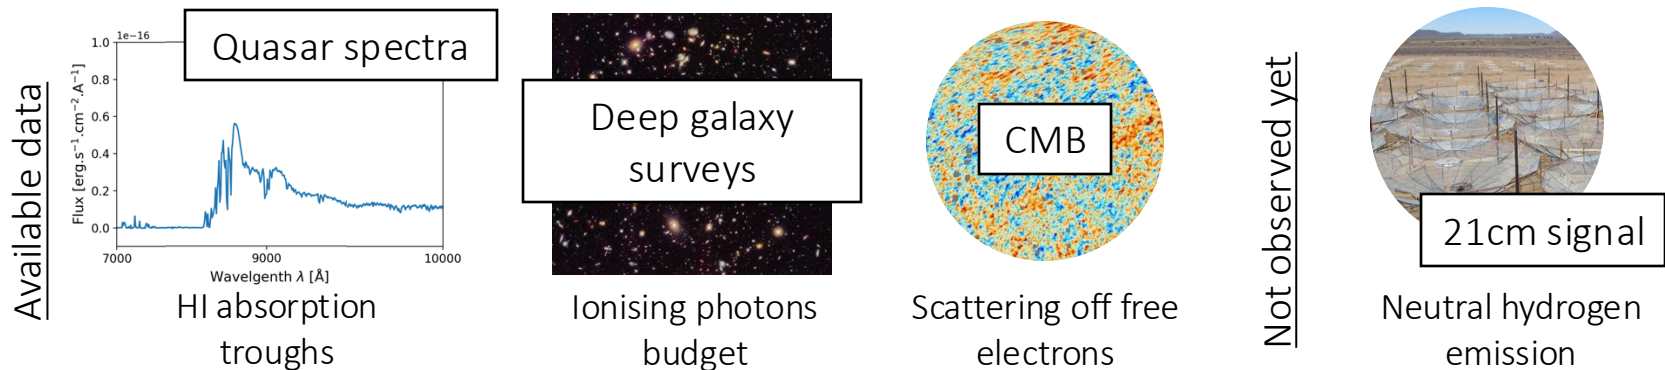 Available data
1e−16
Quasar spectra
1.0
0.8
0.6
0.4
0.2
0.0
Flux [erg.s⁻¹.cm⁻².A⁻¹]
7000 9000 10000
Wavelgenth λ [Å]
HI absorption
troughs
Deep galaxy
surveys
Ionising photons
budget
CMB
Scattering off free
electrons
Not observed yet
21cm signal
Neutral hydrogen
emission